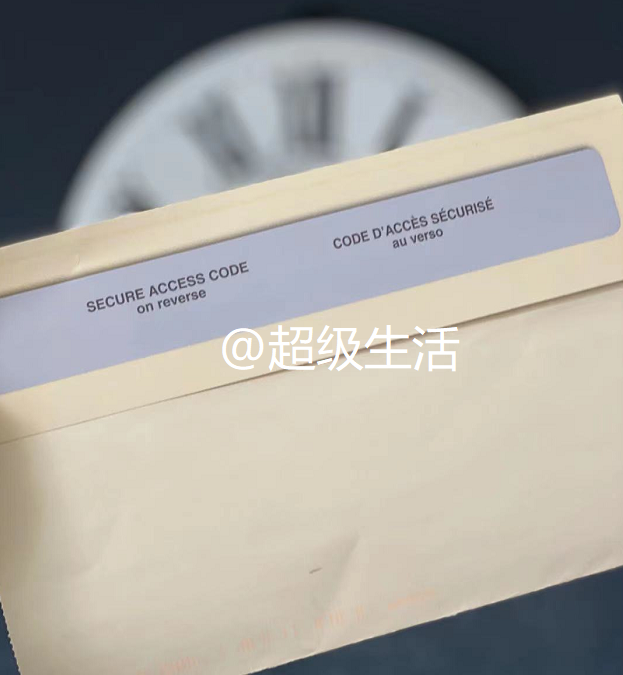 SECURE ACCESS CODE
on reverse
CODE D'ACCÈS SÉCURISÉ
au verso
@超级生活